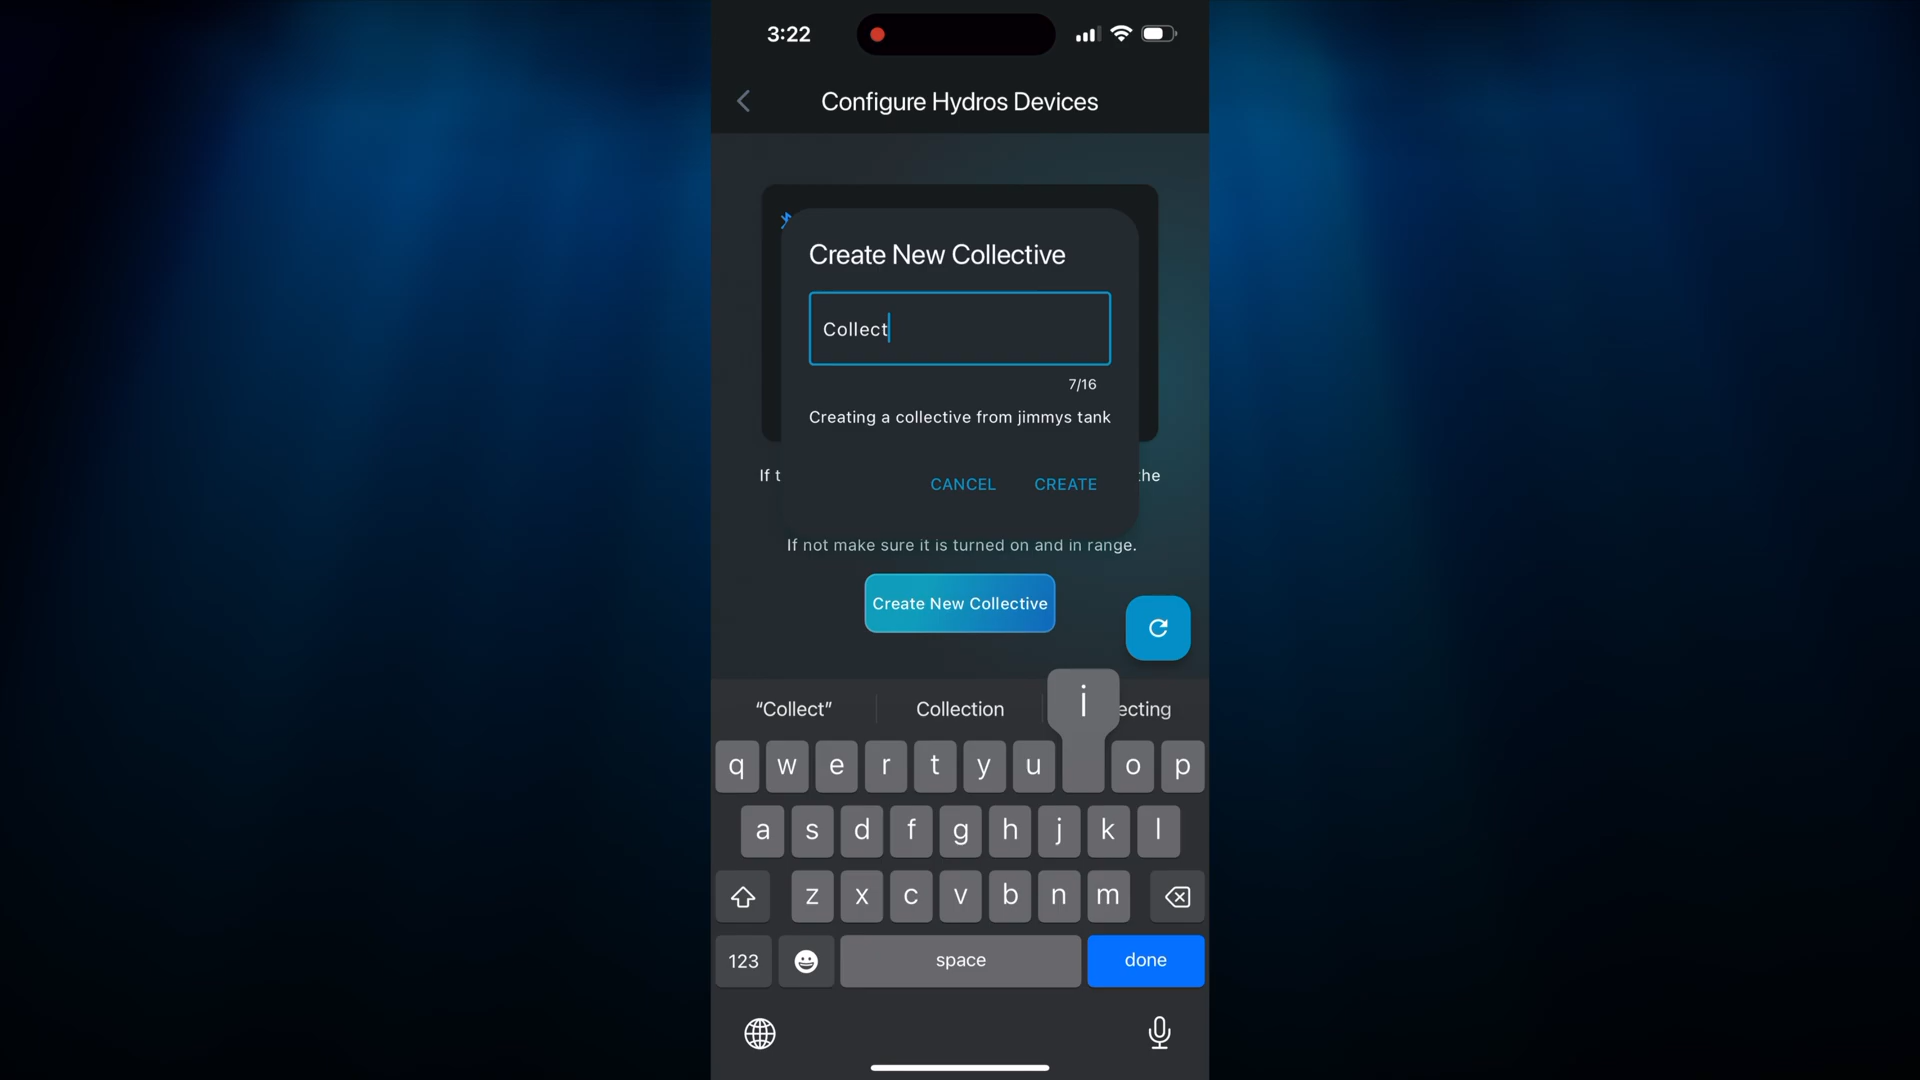 3:22
Configure Hydros Devices
Create New Collective
Collect
7/16
Creating a collective from jimmys tank
CANCEL CREATE
If t
the
If not make sure it is turned on and in range.
Create New Collective
“Collect” Collection ecting
i
q w e r t y u o p
a s d f g h j k l
z x c v b n m
123 space done